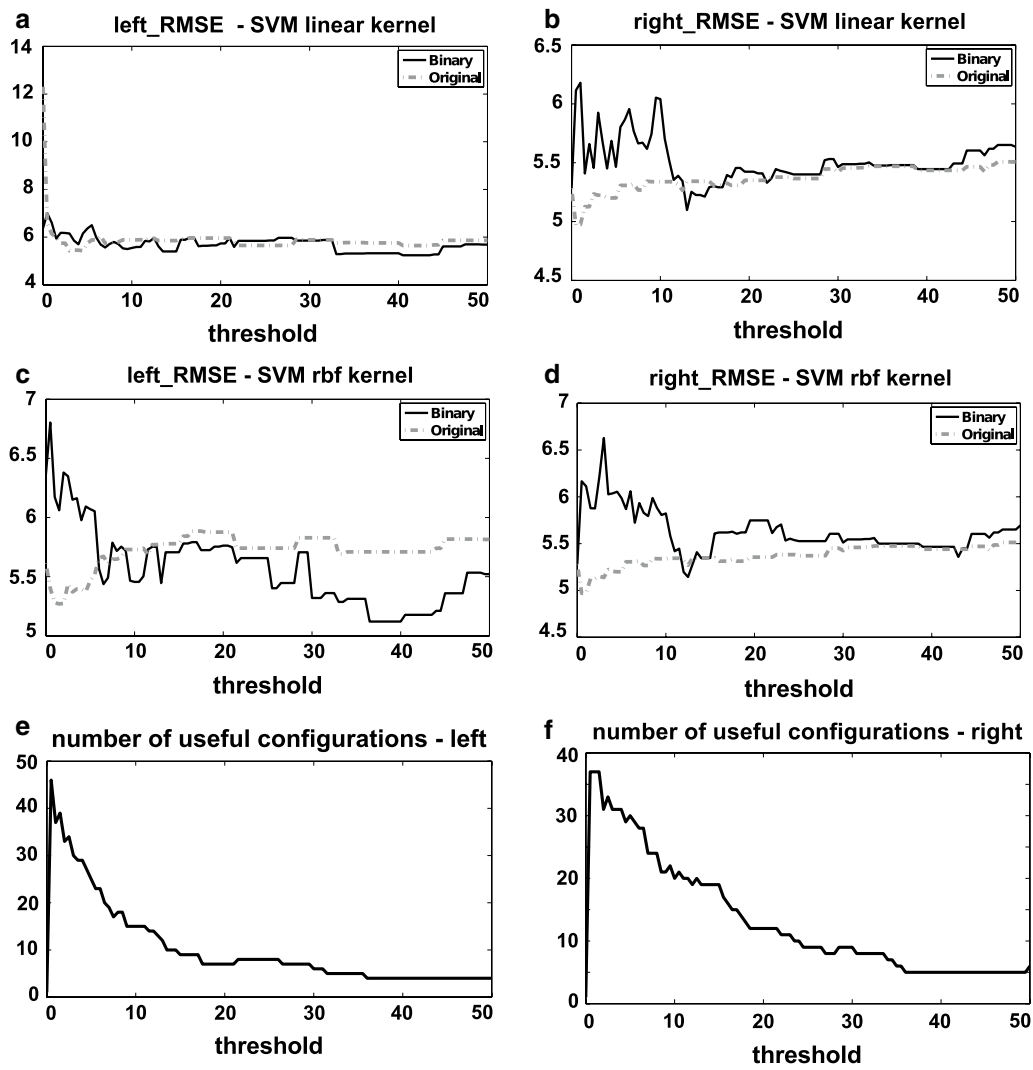 a
left_RMSE - SVM linear kernel
14
12
10
8
6
4
0
10
20
30
40
50
threshold
Binary
Original
b
right_RMSE - SVM linear kernel
6.5
6
5.5
5
4.5
0
10
20
30
40
50
threshold
Binary
Original
c
left_RMSE - SVM rbf kernel
7
6.5
6
5.5
5
0
10
20
30
40
50
threshold
Binary
Original
d
right_RMSE - SVM rbf kernel
7
6.5
6
5.5
5
4.5
0
10
20
30
40
50
threshold
Binary
Original
e
number of useful configurations - left
50
40
30
20
10
0
0
10
20
30
40
50
threshold
f
number of useful configurations - right
40
30
20
10
0
0
10
20
30
40
50
threshold